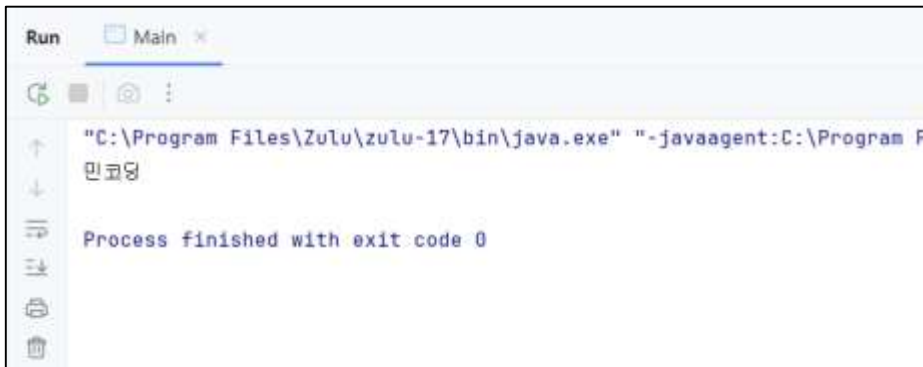 Run Main
"C:\Program Files\Zulu\zulu-17\bin\java.exe" "-javaagent:C:\Program F
민코딩
Process finished with exit code 0